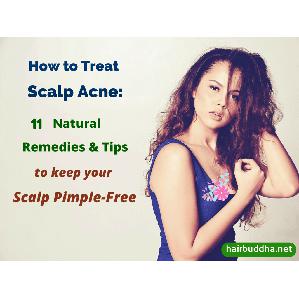 How to Treat
Scalp Acne:
11 Natural
Remedies & Tips
to keep your
Scalp Pimple-Free
hairbuddha.net